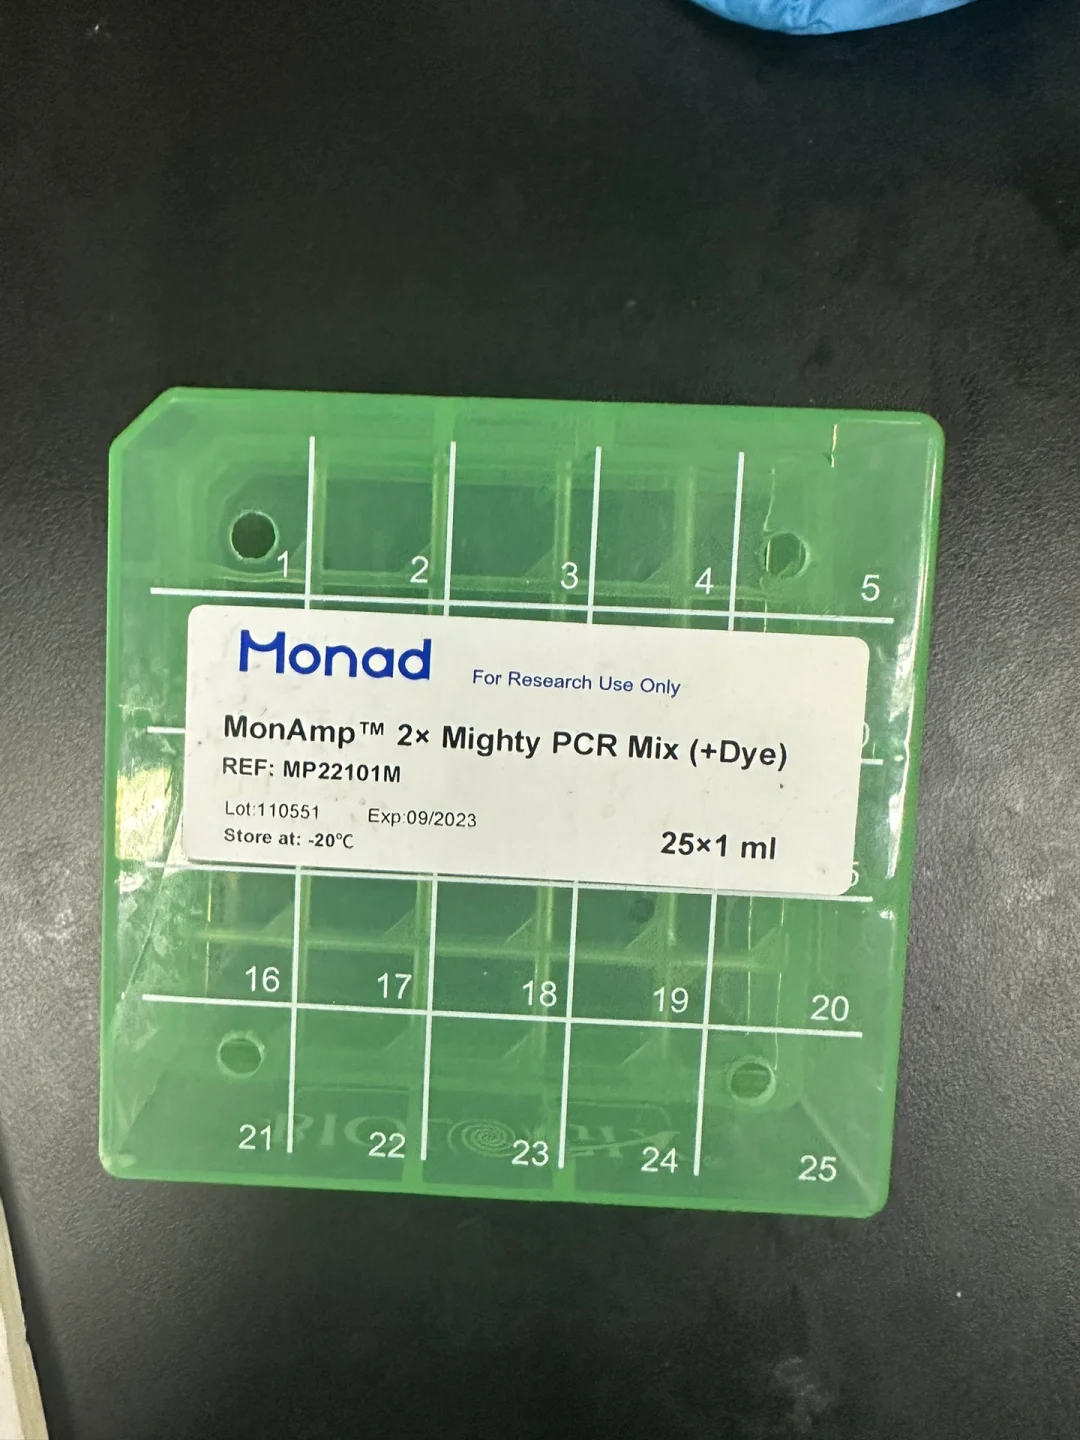 1 2 3 4 5
Monad
For Research Use Only
MonAmp™ 2× Mighty PCR Mix (+Dye)
REF: MP22101M
Lot:110551 Exp:09/2023
Store at: -20℃
25×1 ml
16 17 18 19 20
21 22 23 24 25